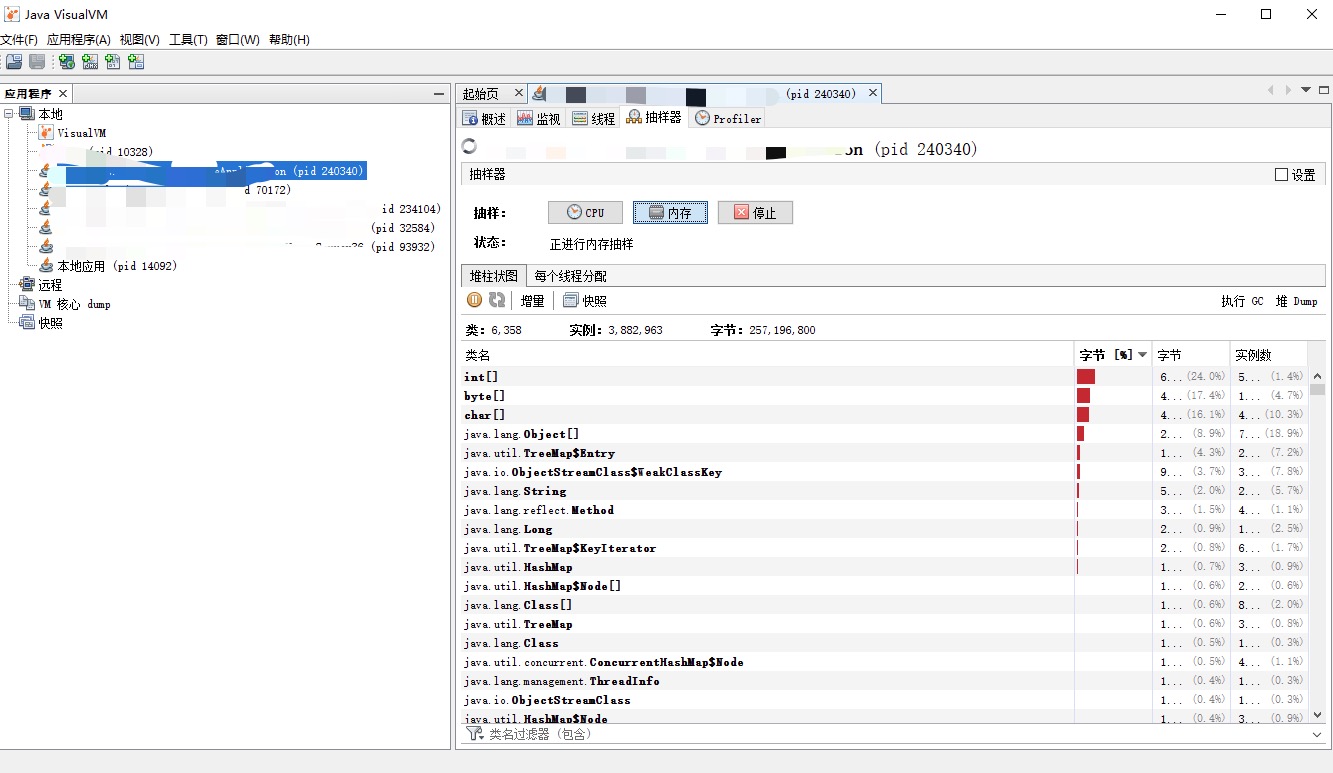 Java VisualVM
文件(F) 应用程序(A) 视图(V) 工具(T) 窗口(W) 帮助(H)
应用程序
本地
VisualVM
(pid 10328)
on (pid 240340)
d 70172)
id 234104)
(pid 32584)
(pid 93932)
本地应用 (pid 14092)
远程
VM 核心 dump
快照
起始页 (pid 240340)
概述 监视 线程 抽样器 Profiler
on (pid 240340)
抽样器 设置
抽样: CPU 内存 停止
状态: 正进行内存抽样
堆柱状图 每个线程分配
增量 快照 执行 GC 堆 Dump
类: 6,358 实例: 3,882,963 字节: 257,196,800
类名 字节 [%] 字节 实例数
int[] 6... (24.0%) 5... (1.4%)
byte[] 4... (17.4%) 1... (4.7%)
char[] 4... (16.1%) 4... (10.3%)
java.lang.Object[] 2... (8.9%) 7... (18.9%)
java.util.TreeMap$Entry 1... (4.3%) 2... (7.2%)
java.io.ObjectStreamClass$WeakClassKey 9... (3.7%) 3... (7.8%)
java.lang.String 5... (2.0%) 2... (5.7%)
java.lang.reflect.Method 3... (1.5%) 4... (1.1%)
java.lang.Long 2... (0.9%) 1... (2.5%)
java.util.TreeMap$KeyIterator 2... (0.8%) 6... (1.7%)
java.util.HashMap 1... (0.7%) 3... (0.9%)
java.util.HashMap$Node[] 1... (0.6%) 2... (0.6%)
java.lang.Class[] 1... (0.6%) 8... (2.0%)
java.util.TreeMap 1... (0.6%) 3... (0.8%)
java.lang.Class 1... (0.5%) 1... (0.3%)
java.util.concurrent.ConcurrentHashMap$Node 1... (0.5%) 4... (1.1%)
java.lang.management.ThreadInfo 1... (0.4%) 1... (0.3%)
java.io.ObjectStreamClass 1... (0.4%) 1... (0.3%)
java.util.HashMap$Node 1... (0.4%) 3... (0.9%)
类名过滤器 (包含)